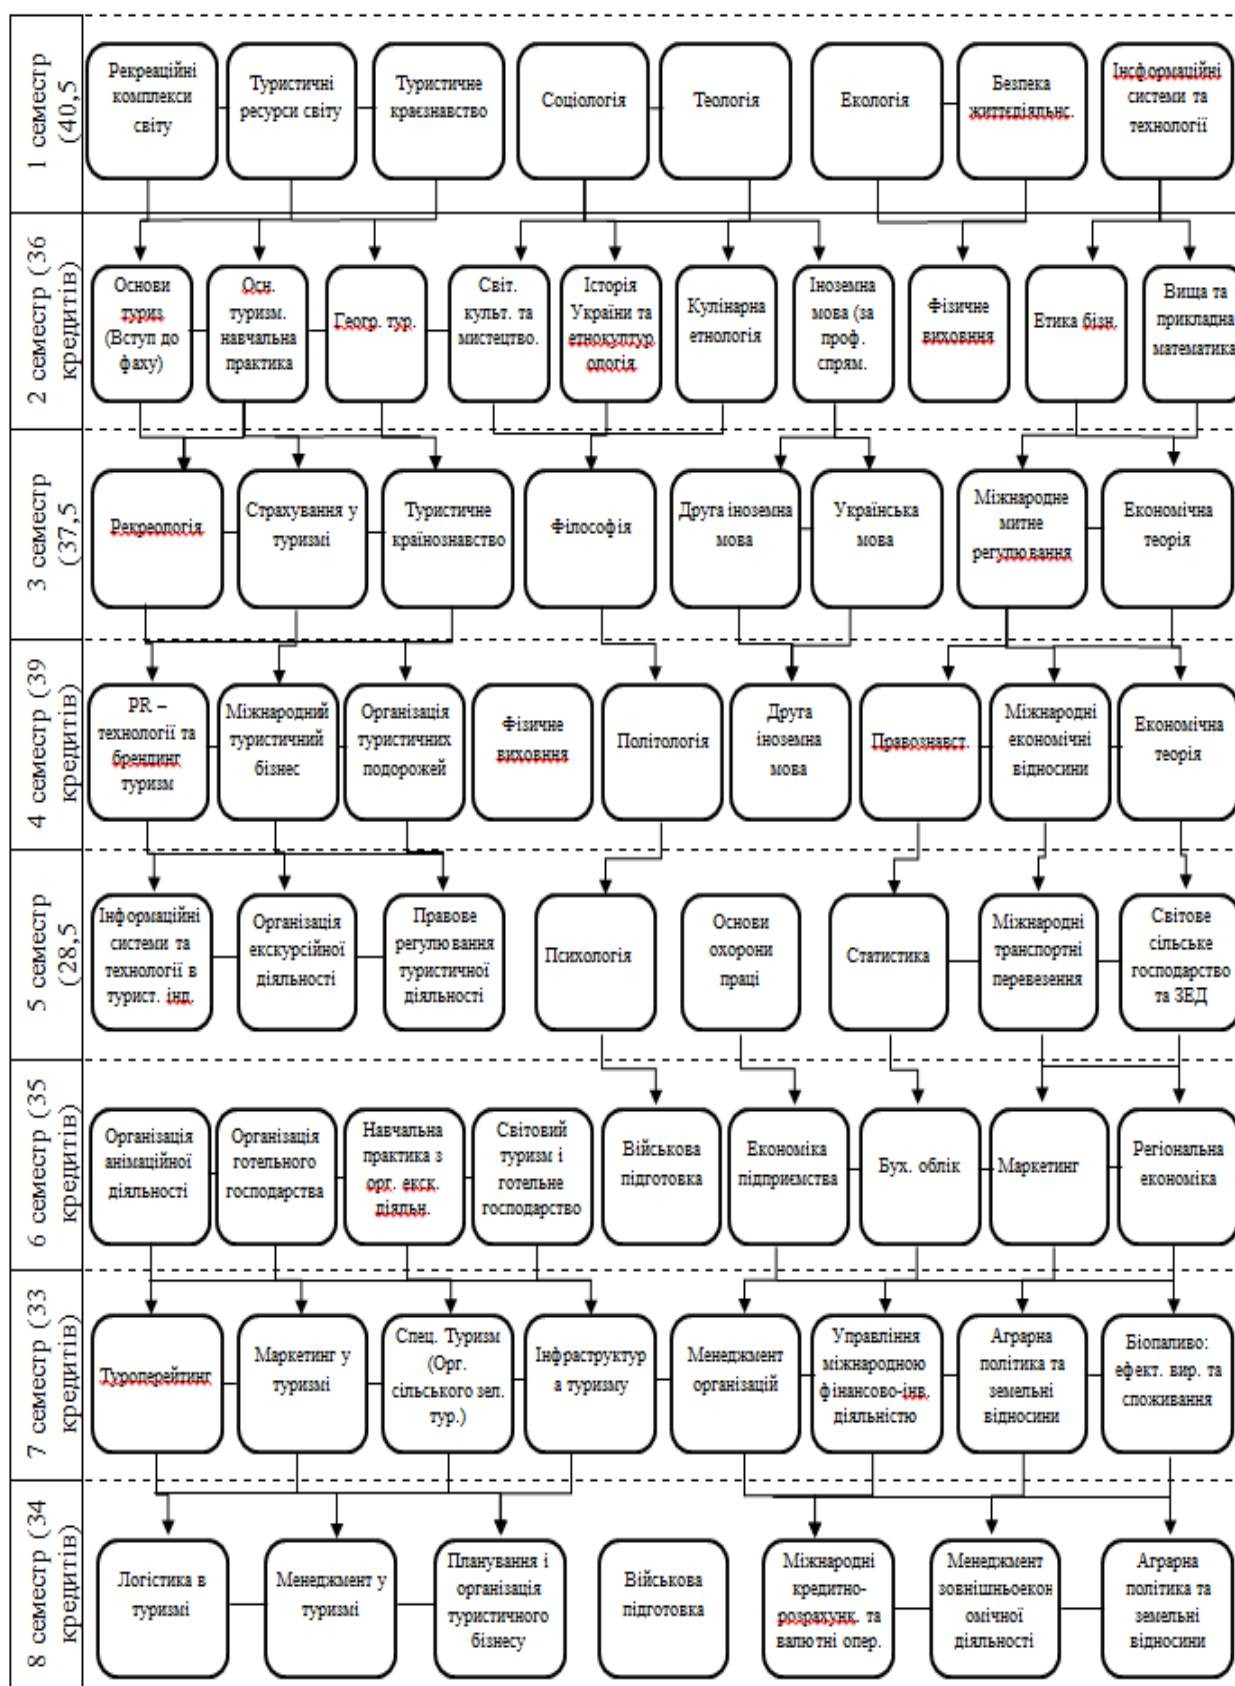 1 семестр
(40,5
Рекреаційні
комплекси
світу
Туристичні
ресурси світу
Туристичне
краєзнавство
Соціологія
Теологія
Екологія
Безпека
життєдіяльнс.
Інсформаційні
системи та
технології
2 семестр (36
кредитів)
Основи
туриз
(Вступ до
фаху)
Осн.
туризм.
навчальна
практика
Геогр. тур.
Світ.
культ. та
мистецтво.
Історія
України та
етнокултур
ологія
Кулінарна
етнологія
Іноземна
мова (за
проф.
спрям.
Фізичне
виховння
Етика бізн.
Вища та
прикладна
математика
3 семестр
(37,5
Рекреологія
Страхування у
туризмі
Туристичне
країнознавство
Філософія
Друга іноземна
мова
Українська
мова
Міжнародне
митне
регулювання
Економічна
теорія
4 семестр (39
кредитів)
PR –
технології та
брендинг
туризм
Міжнародний
туристичний
бізнес
Організація
туристичних
подорожей
Фізичне
виховння
Політологія
Друга
іноземна
мова
Правознавст.
Міжнародні
економічні
відносини
Економічна
теорія
5 семестр
(28,5
Інформаційні
системи та
технології в
турист. інд.
Організація
екскурсійної
діяльності
Правове
регулювання
туристичної
діяльності
Психологія
Основи
охорони
праці
Статистика
Міжнародні
транспортні
перевезення
Світове
сільське
господарство
та ЗЕД
6 семестр (35
кредитів)
Організація
анімаційної
діяльності
Організація
готельного
господарства
Навчальна
практика з
орг. екск.
діяльн.
Світовий
туризм і
готельне
господарство
Військова
підготовка
Економіка
підприємства
Бух. облік
Маркетинг
Регіональна
економіка
7 семестр (33
кредитів)
Туроперейтинг
Маркетинг у
туризмі
Спец. Туризм
(Орг.
сільського зел.
тур.)
Інфраструктур
а туризму
Менеджмент
організацій
Управління
міжнародною
фінансово-інв.
діяльністю
Аграрна
політика та
земельні
відносини
Біопаливо:
ефект. вир. та
споживання
8 семестр (34
кредитів)
Логістика в
туризмі
Менеджмент у
туризмі
Планування і
організація
туристичного
бізнесу
Військова
підготовка
Міжнародні
кредитно-
розрахунк. та
валютні опер.
Менеджмент
зовнішньоекон
омічної
діяльності
Аграрна
політика та
земельні
відносини